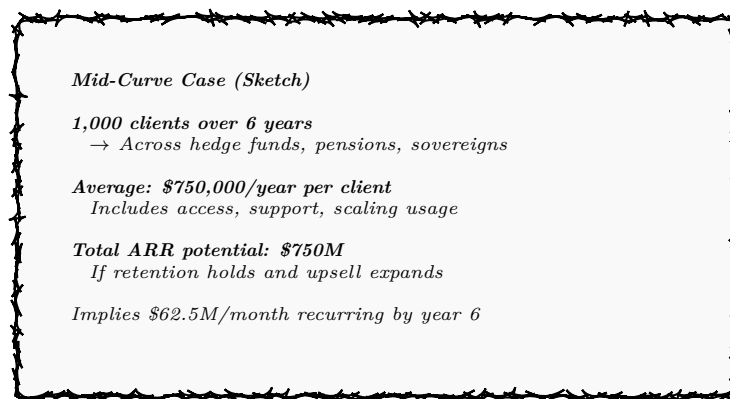 Mid-Curve Case (Sketch)
1,000 clients over 6 years
→ Across hedge funds, pensions, sovereigns
Average: $750,000/year per client
Includes access, support, scaling usage
Total ARR potential: $750M
If retention holds and upsell expands
Implies $62.5M/month recurring by year 6